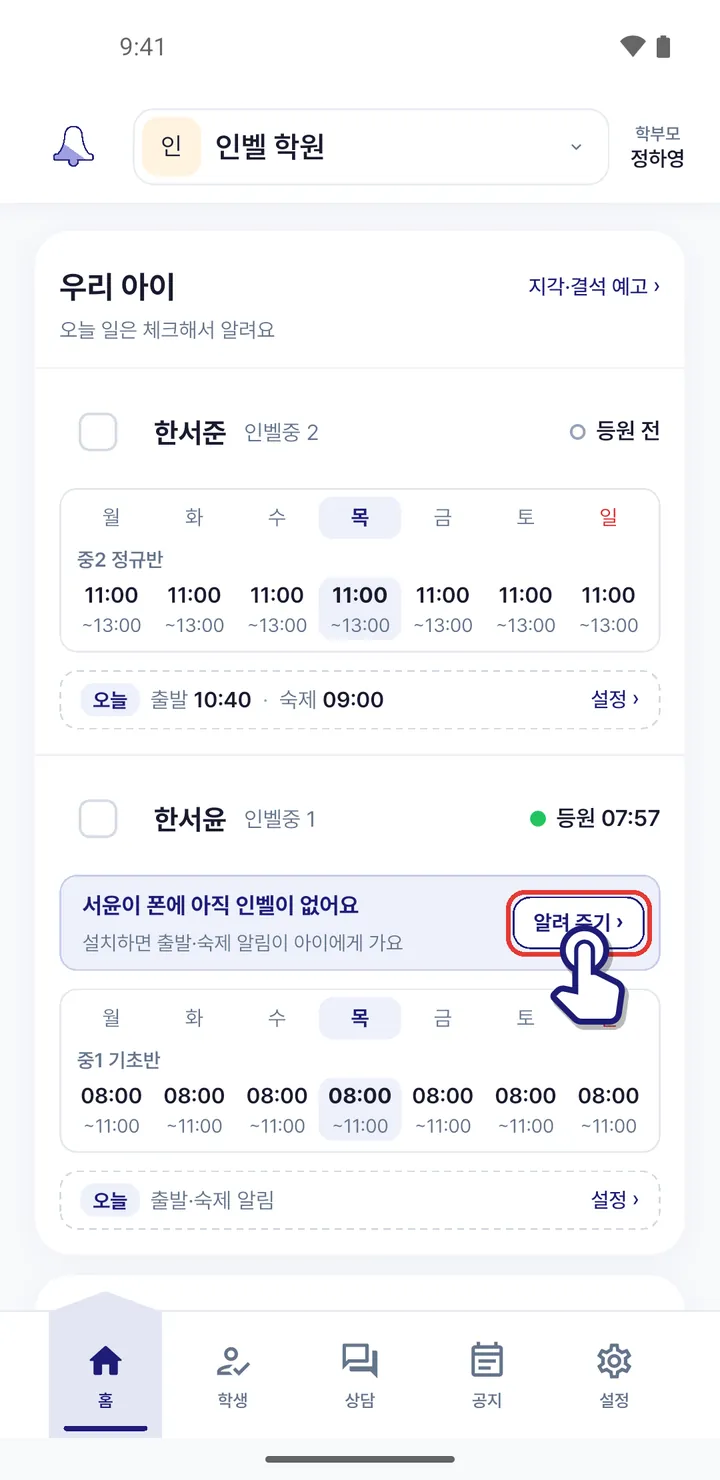 9:41
인 인벨 학원
학부모
정하영
우리 아이
지각·결석 예고 ›
오늘 일은 체크해서 알려요
한서준 인벨중 2
등원 전
월 화 수 목 금 토 일
중2 정규반
11:00 11:00 11:00 11:00 11:00 11:00 11:00
~13:00 ~13:00 ~13:00 ~13:00 ~13:00 ~13:00 ~13:00
오늘 출발 10:40 · 숙제 09:00 설정 ›
한서윤 인벨중 1
등원 07:57
서윤이 폰에 아직 인벨이 없어요
설치하면 출발·숙제 알림이 아이에게 가요
알려 주기 ›
월 화 수 목 금 토
중1 기초반
08:00 08:00 08:00 08:00 08:00 08:00 08:00
~11:00 ~11:00 ~11:00 ~11:00 ~11:00 ~11:00 ~11:00
오늘 출발·숙제 알림 설정 ›
홈 학생 상담 공지 설정